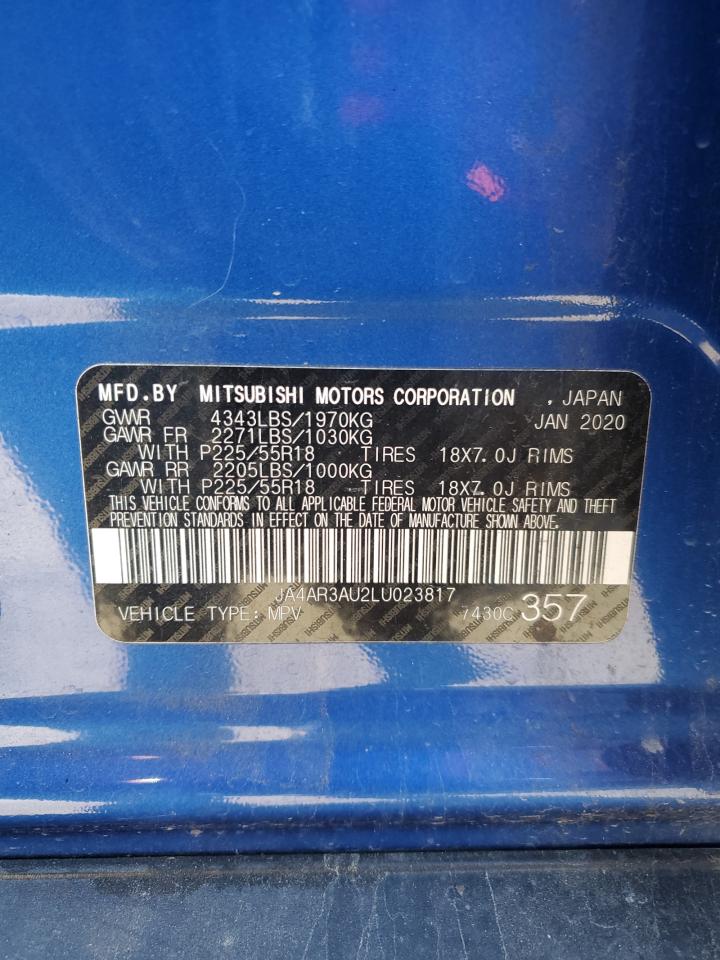 MFD.BY MITSUBISHI MOTORS CORPORATION , JAPAN
GVWR 4343LBS/1970KG JAN 2020
GAWR FR 2271LBS/1030KG
WITH P225/55R18 TIRES 18X7.0J RIMS
GAWR RR 2205LBS/1000KG
WITH P225/55R18 TIRES 18X7.0J RIMS
THIS VEHICLE CONFORMS TO ALL APPLICABLE FEDERAL MOTOR VEHICLE SAFETY AND THEFT
PREVENTION STANDARDS IN EFFECT ON THE DATE OF MANUFACTURE SHOWN ABOVE.
JA4AR3AU2LU023817
VEHICLE TYPE: MPV 7430C 357